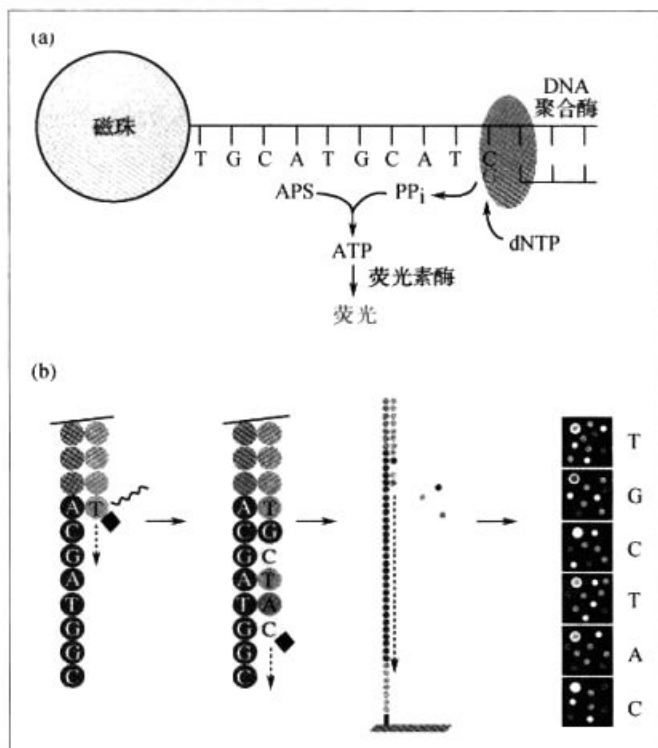 (a)
磁珠
DNA
聚合酶
T G C A T G C A T C
G
APS
PPi
ATP
dNTP
荧光素酶
荧光
(b)
A T
C
G
A
T
G
G
C
A T
C G
G C
A T
T A
G C
G
C
T
G
C
T
A
C